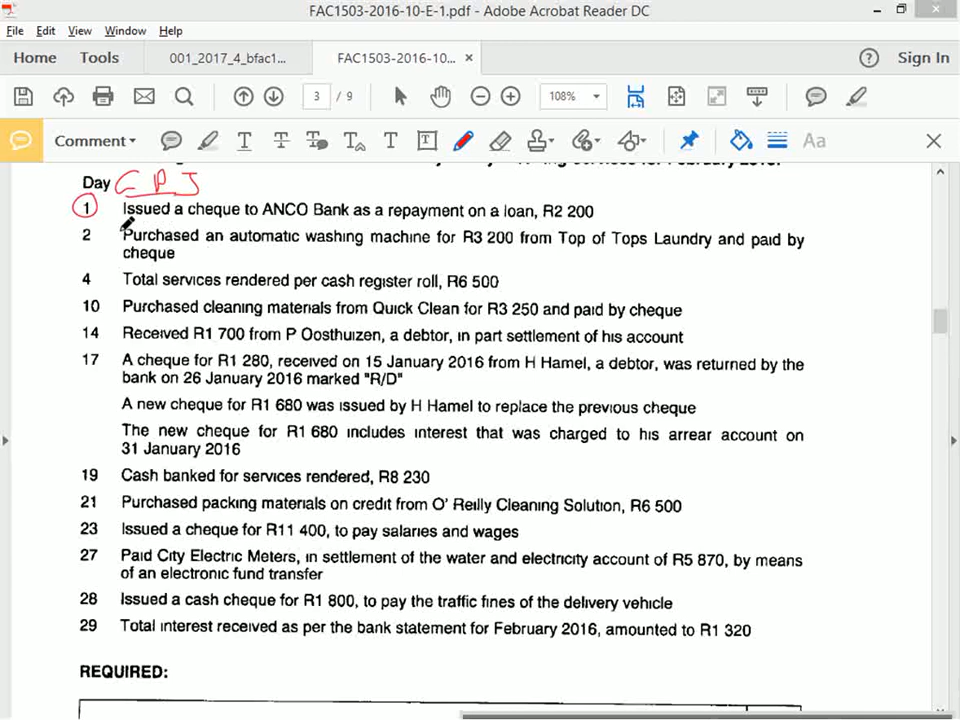 FAC1503-2016-10-E-1.pdf - Adobe Acrobat Reader DC
File Edit View Window Help
Home Tools 001_2017_4_bfac1... FAC1503-2016-10... × Sign In
3 / 9 108%
Comment Aa
Day C P J
1 Issued a cheque to ANCO Bank as a repayment on a loan, R2 200
2 Purchased an automatic washing machine for R3 200 from Top of Tops Laundry and paid by
cheque
4 Total services rendered per cash register roll, R6 500
10 Purchased cleaning materials from Quick Clean for R3 250 and paid by cheque
14 Received R1 700 from P Oosthuizen, a debtor, in part settlement of his account
17 A cheque for R1 280, received on 15 January 2016 from H Hamel, a debtor, was returned by the
bank on 26 January 2016 marked "R/D"
A new cheque for R1 680 was issued by H Hamel to replace the previous cheque
The new cheque for R1 680 includes interest that was charged to his arrear account on
31 January 2016
19 Cash banked for services rendered, R8 230
21 Purchased packing materials on credit from O' Reilly Cleaning Solution, R6 500
23 Issued a cheque for R11 400, to pay salaries and wages
27 Paid City Electric Meters, in settlement of the water and electricity account of R5 870, by means
of an electronic fund transfer
28 Issued a cash cheque for R1 800, to pay the traffic fines of the delivery vehicle
29 Total interest received as per the bank statement for February 2016, amounted to R1 320
REQUIRED: